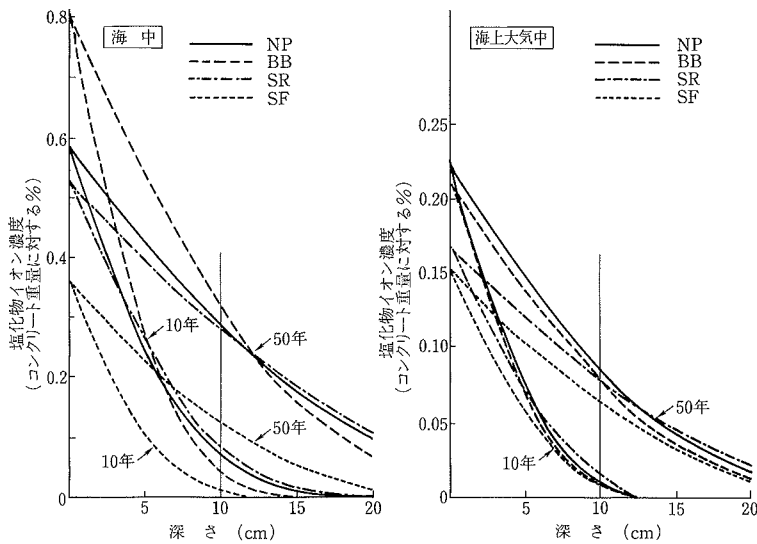 海 中
NP
BB
SR
SF
0.8
0.6
0.4
0.2
0
塩化物イオン濃度
(コンクリート重量に対する%)
10年
50年
50年
10年
5
10
15
20
深 さ (cm)
海上大気中
NP
BB
SR
SF
0.25
0.20
0.15
0.10
0.05
0
塩化物イオン濃度
(コンクリート重量に対する%)
50年
10年
5
10
15
20
深 さ (cm)